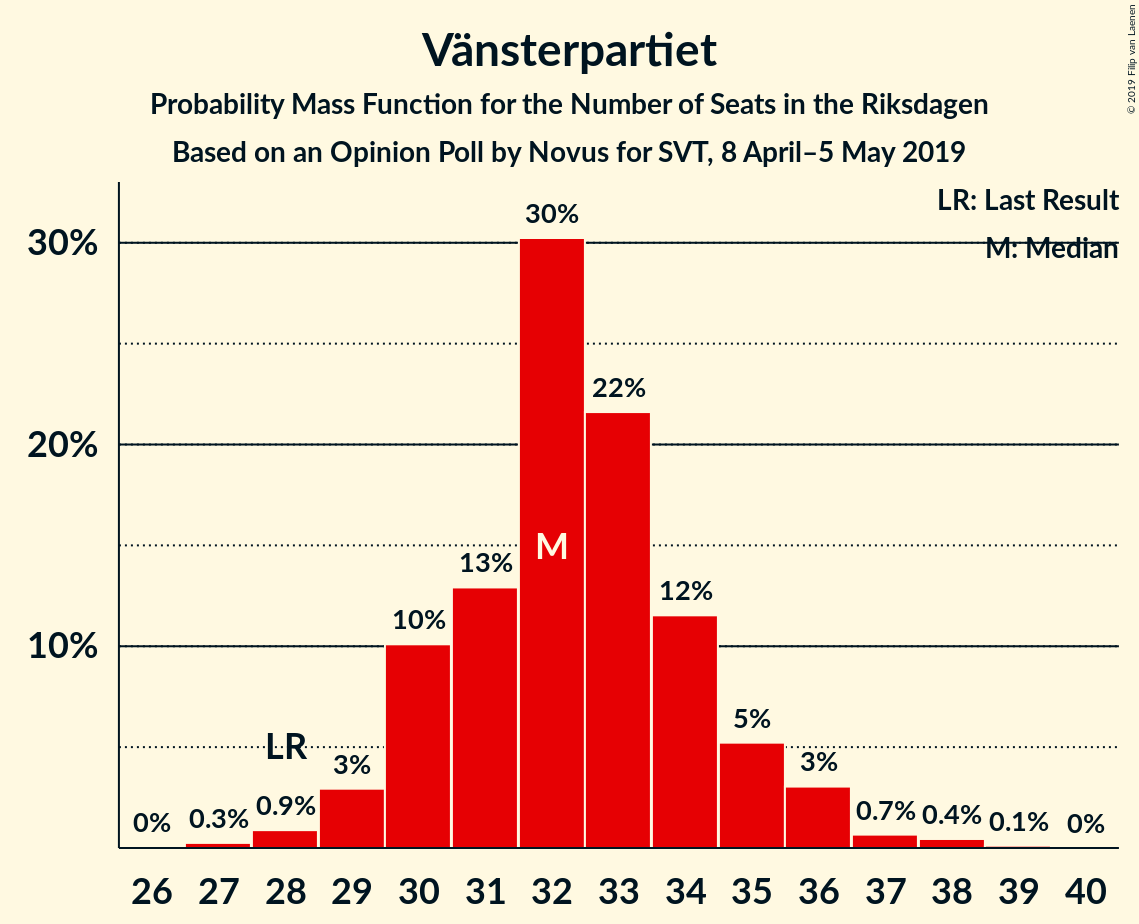 Vänsterpartiet
Probability Mass Function for the Number of Seats in the Riksdagen
Based on an Opinion Poll by Novus for SVT, 8 April–5 May 2019
© 2019 Filip van Laenen
LR: Last Result
M: Median
30%
20%
10%
0%
0.3%
0.9%
LR
3%
10%
13%
30%
M
22%
12%
5%
3%
0.7%
0.4%
0.1%
0%
26 27 28 29 30 31 32 33 34 35 36 37 38 39 40